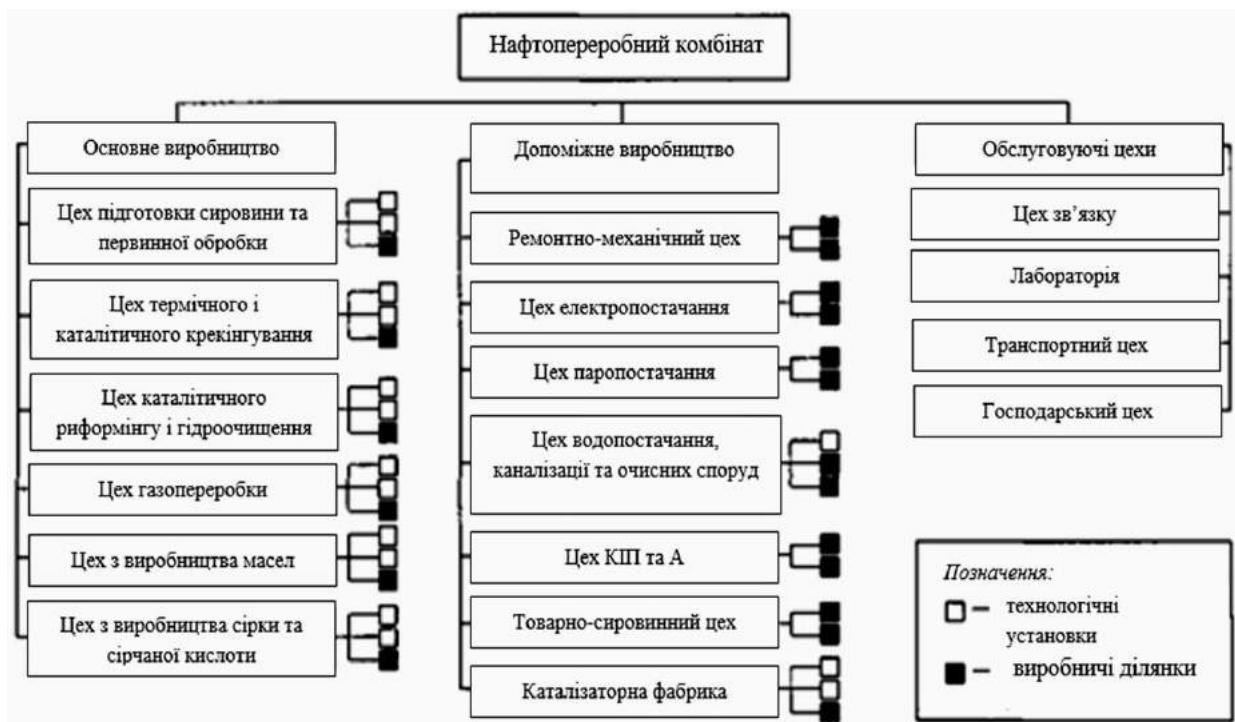 Нафтопереробний комбінат
Основне виробництво
Цех підготовки сировини та
первинної обробки
Цех термічного і
каталітичного крекінгування
Цех каталітичного
риформінгу і гідроочищення
Цех газопереробки
Цех з виробництва масел
Цех з виробництва сірки та
сірчаної кислоти
Допоміжне виробництво
Ремонтно-механічний цех
Цех електропостачання
Цех паропостачання
Цех водопостачання,
каналізації та очисних споруд
Цех КІП та А
Товарно-сировинний цех
Каталізаторна фабрика
Обслуговуючі цехи
Цех зв’язку
Лабораторія
Транспортний цех
Господарський цех
Позначення:
– технологічні
установки
– виробничі ділянки